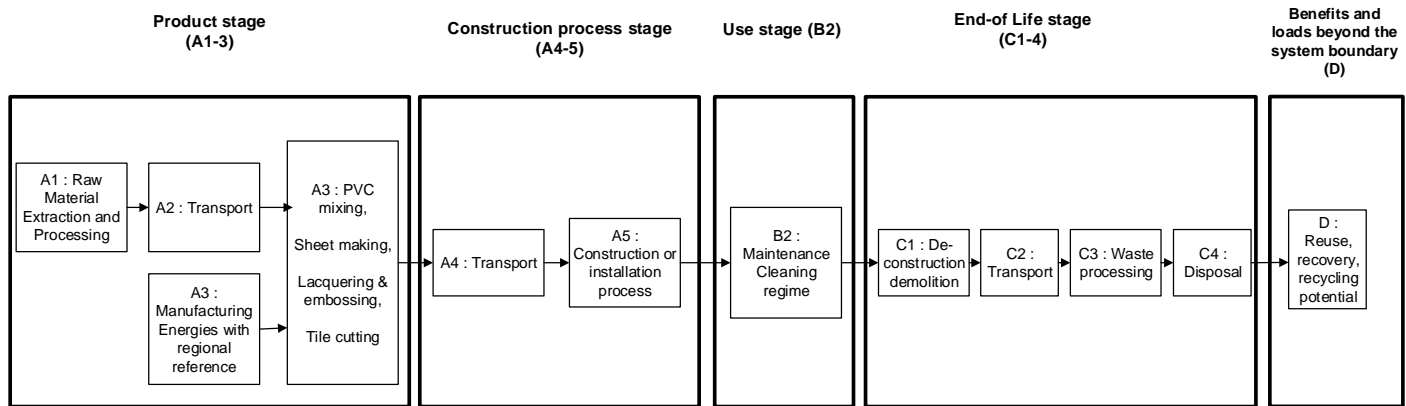 Product stage
(A1-3)
Construction process stage
(A4-5)
Use stage (B2)
End-of Life stage
(C1-4)
Benefits and
loads beyond the
system boundary
(D)
A1 : Raw
Material
Extraction and
Processing
A2 : Transport
A3 :
Manufacturing
Energies with
regional
reference
A3 : PVC
mixing,
Sheet making,
Lacquering &
embossing,
Tile cutting
A4 : Transport
A5 :
Construction or
installation
process
B2 :
Maintenance
Cleaning
regime
C1 : De-
construction
demolition
C2 :
Transport
C3 : Waste
processing
C4 :
Disposal
D :
Reuse,
recovery,
recycling
potential